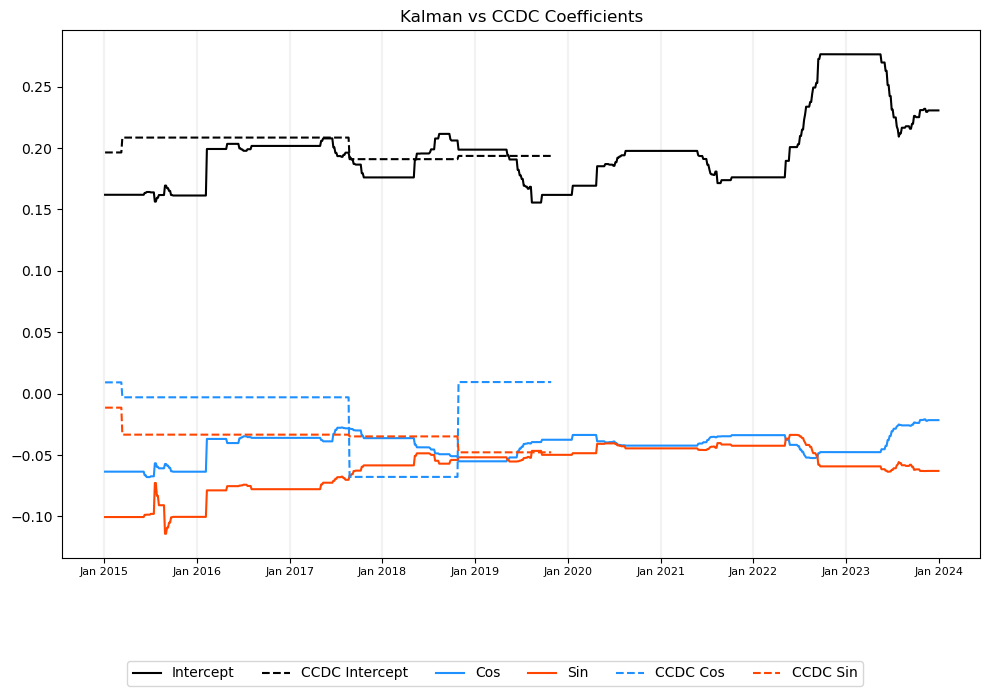 Kalman vs CCDC Coefficients
0.25
0.20
0.15
0.10
0.05
0.00
−0.05
−0.10
Jan 2015 Jan 2016 Jan 2017 Jan 2018 Jan 2019 Jan 2020 Jan 2021 Jan 2022 Jan 2023 Jan 2024
Intercept CCDC Intercept Cos Sin CCDC Cos CCDC Sin